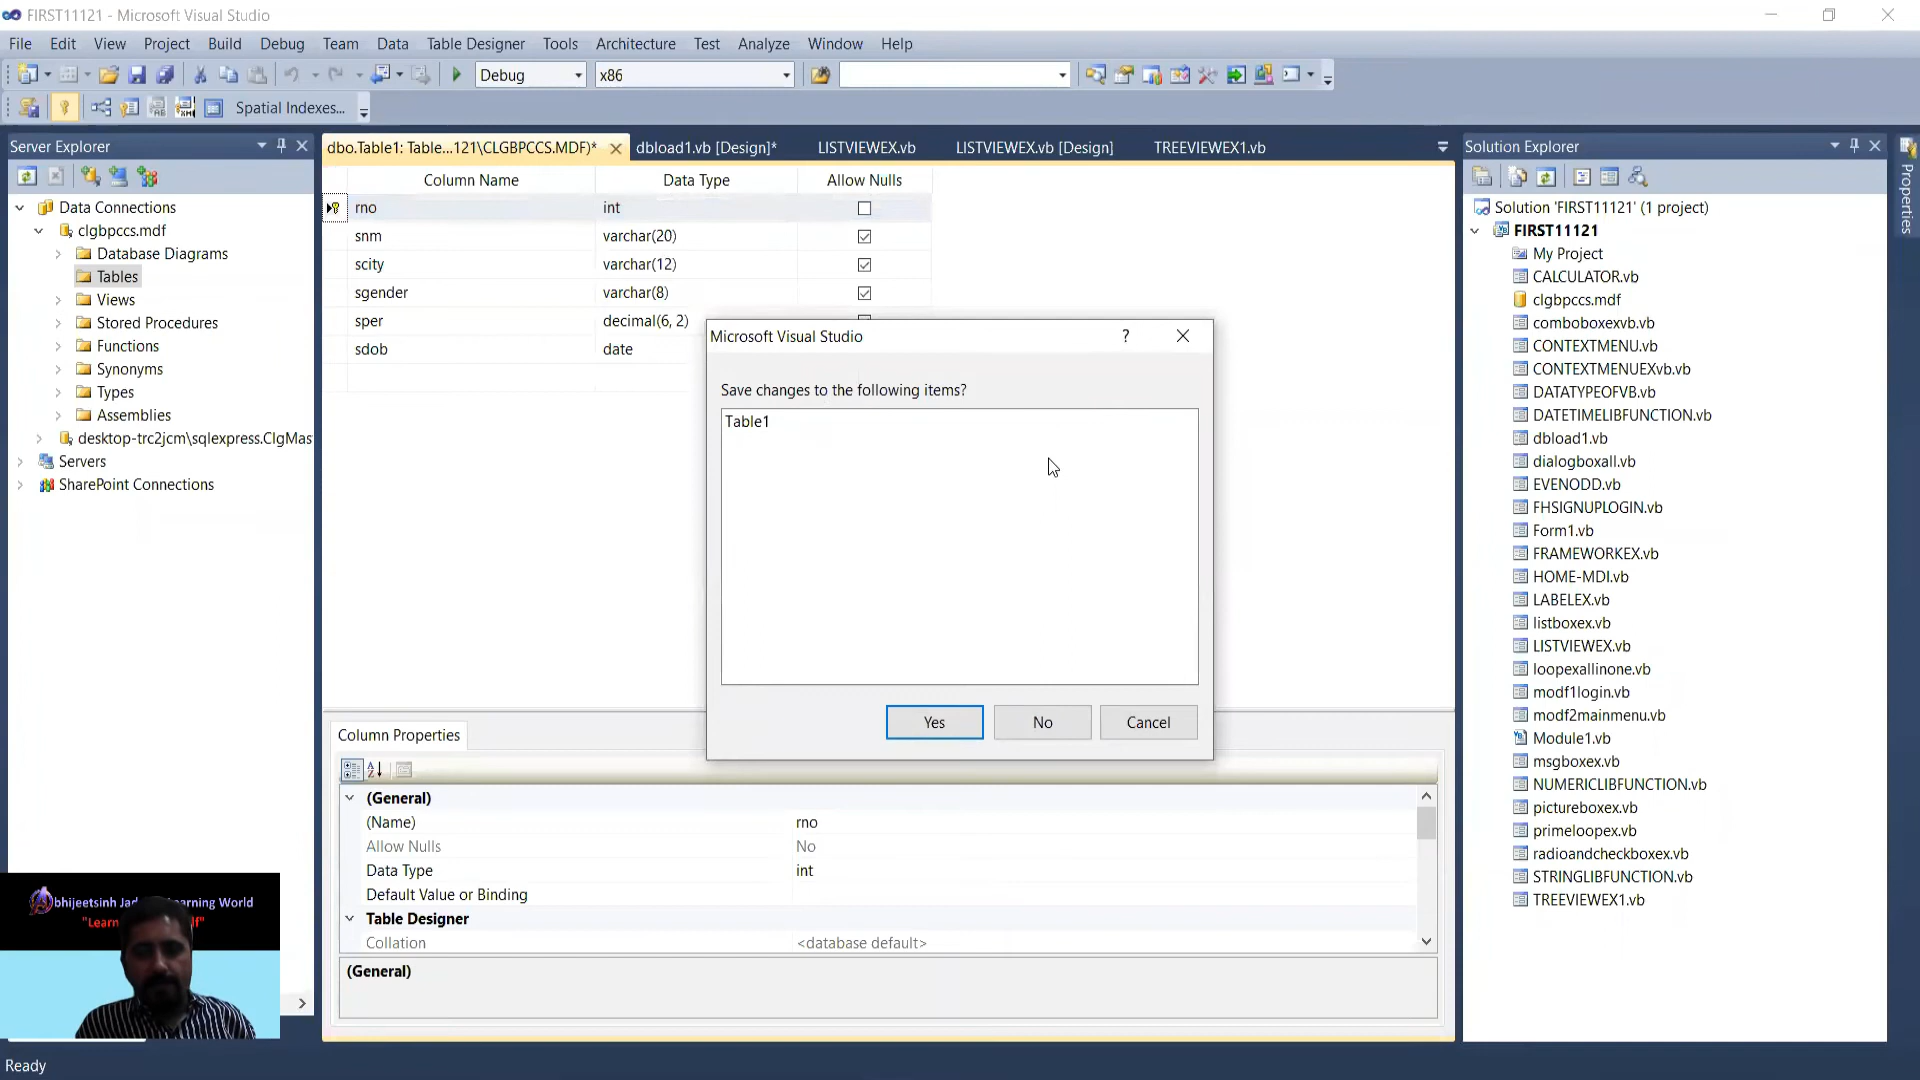 FIRST11121 - Microsoft Visual Studio
File Edit View Project Build Debug Team Data Table Designer Tools Architecture Test Analyze Window Help
Debug x86
Spatial Indexes...
Server Explorer
Data Connections
clgbpccs.mdf
Database Diagrams
Tables
Views
Stored Procedures
Functions
Synonyms
Types
Assemblies
desktop-trc2jcm\sqlexpress.ClgMas
Servers
SharePoint Connections
dbo.Table1: Table...121\CLGBPCCS.MDF)* dbload1.vb [Design]* LISTVIEWEX.vb LISTVIEWEX.vb [Design] TREEVIEWEX1.vb
Column Name Data Type Allow Nulls
rno int
snm varchar(20)
scity varchar(12)
sgender varchar(8)
sper decimal(6, 2)
sdob date
Microsoft Visual Studio ?
Save changes to the following items?
Table1
Yes No Cancel
Column Properties
(General)
(Name) rno
Allow Nulls No
Data Type int
Default Value or Binding
Table Designer
Collation <database default>
(General)
Solution Explorer
Solution 'FIRST11121' (1 project)
FIRST11121
My Project
CALCULATOR.vb
clgbpccs.mdf
comboboxexvb.vb
CONTEXTMENU.vb
CONTEXTMENUEXvb.vb
DATATYPEOFVB.vb
DATETIMELIBFUNCTION.vb
dbload1.vb
dialogboxall.vb
EVENODD.vb
FHSIGNUPLOGIN.vb
Form1.vb
FRAMEWORKEX.vb
HOME-MDI.vb
LABELEX.vb
listboxex.vb
LISTVIEWEX.vb
loopexallinone.vb
modf1login.vb
modf2mainmenu.vb
Module1.vb
msgboxex.vb
NUMERICLIBFUNCTION.vb
pictureboxex.vb
primeloopex.vb
radioandcheckboxex.vb
STRINGLIBFUNCTION.vb
TREEVIEWEX1.vb
Properties
bhijeetsinh Jad World
"Learn
Ready